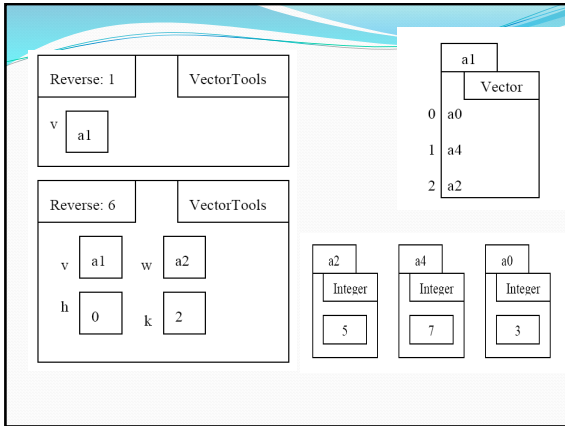 Reverse: 1 VectorTools
v a1
Reverse: 6 VectorTools
v a1 w a2
h 0 k 2
a1
Vector
0 a0
1 a4
2 a2
a2 a4 a0
Integer Integer Integer
5 7 3